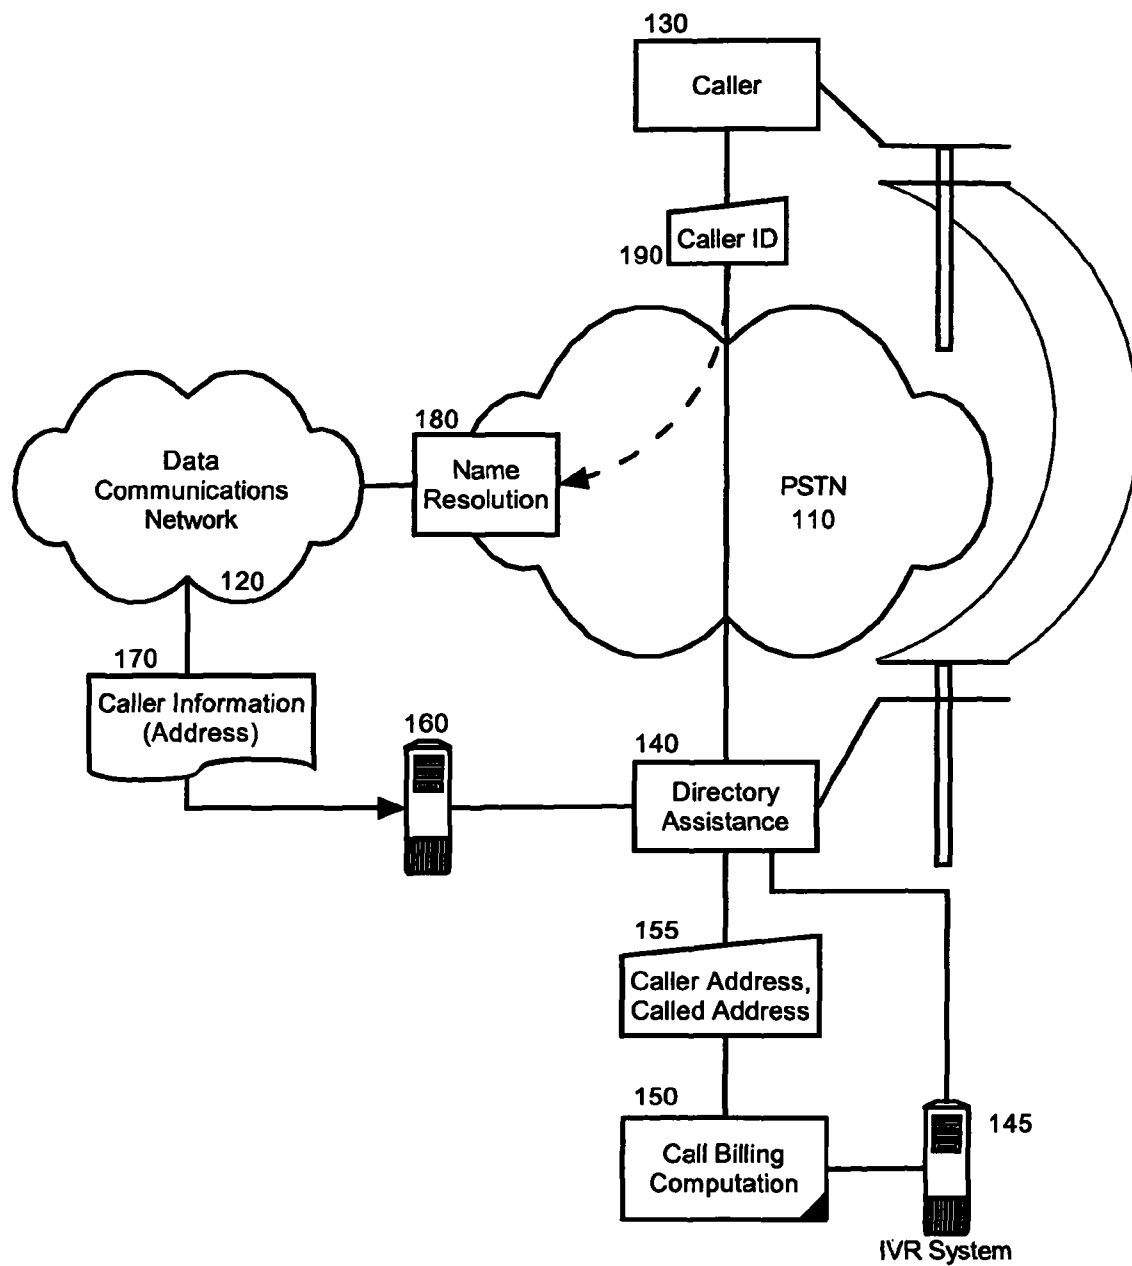 130
Caller
Caller ID
190
180
Name
Resolution
Data
Communications
Network
120
PSTN
110
170
Caller Information
(Address)
160
140
Directory
Assistance
155
Caller Address,
Called Address
150
Call Billing
Computation
145
IVR System